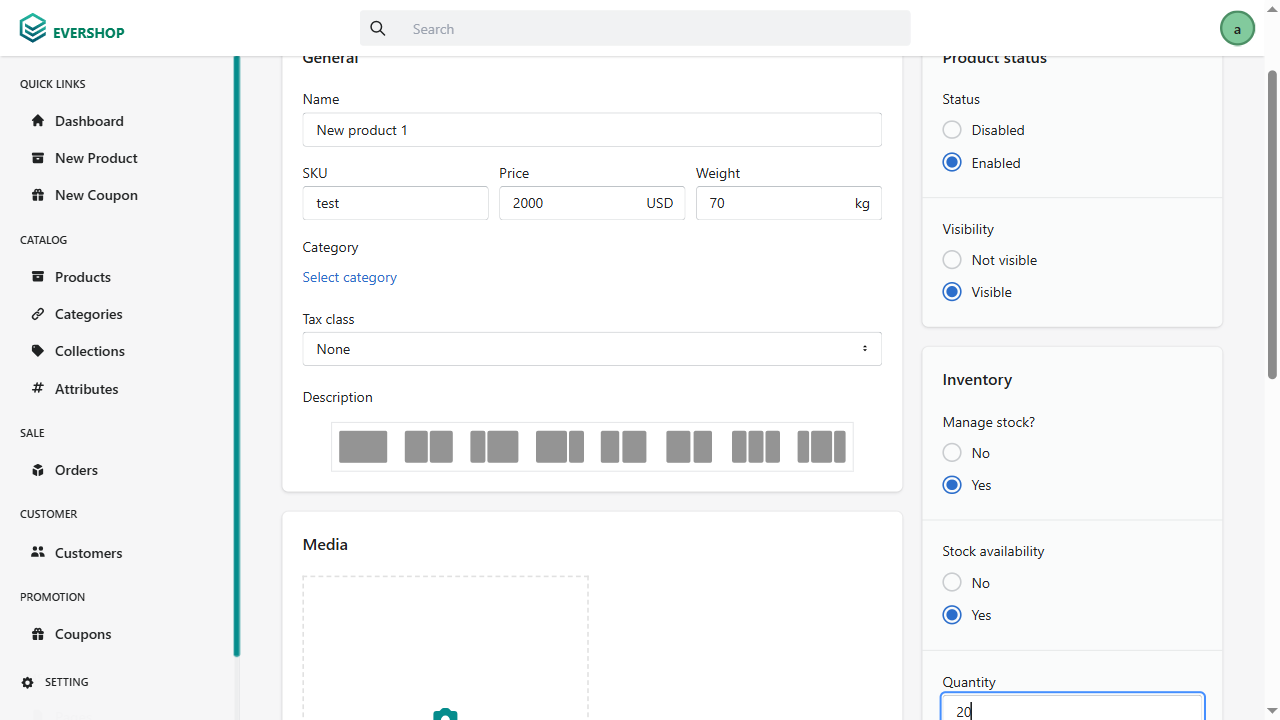 EVERSHOP
Search
a
QUICK LINKS
Dashboard
New Product
New Coupon
CATALOG
Products
Categories
Collections
Attributes
SALE
Orders
CUSTOMER
Customers
PROMOTION
Coupons
SETTING
General
Name
New product 1
SKU
Price
Weight
test
2000
USD
70
kg
Category
Select category
Tax class
None
Description
Media
Product status
Status
Disabled
Enabled
Visibility
Not visible
Visible
Inventory
Manage stock?
No
Yes
Stock availability
No
Yes
Quantity
20